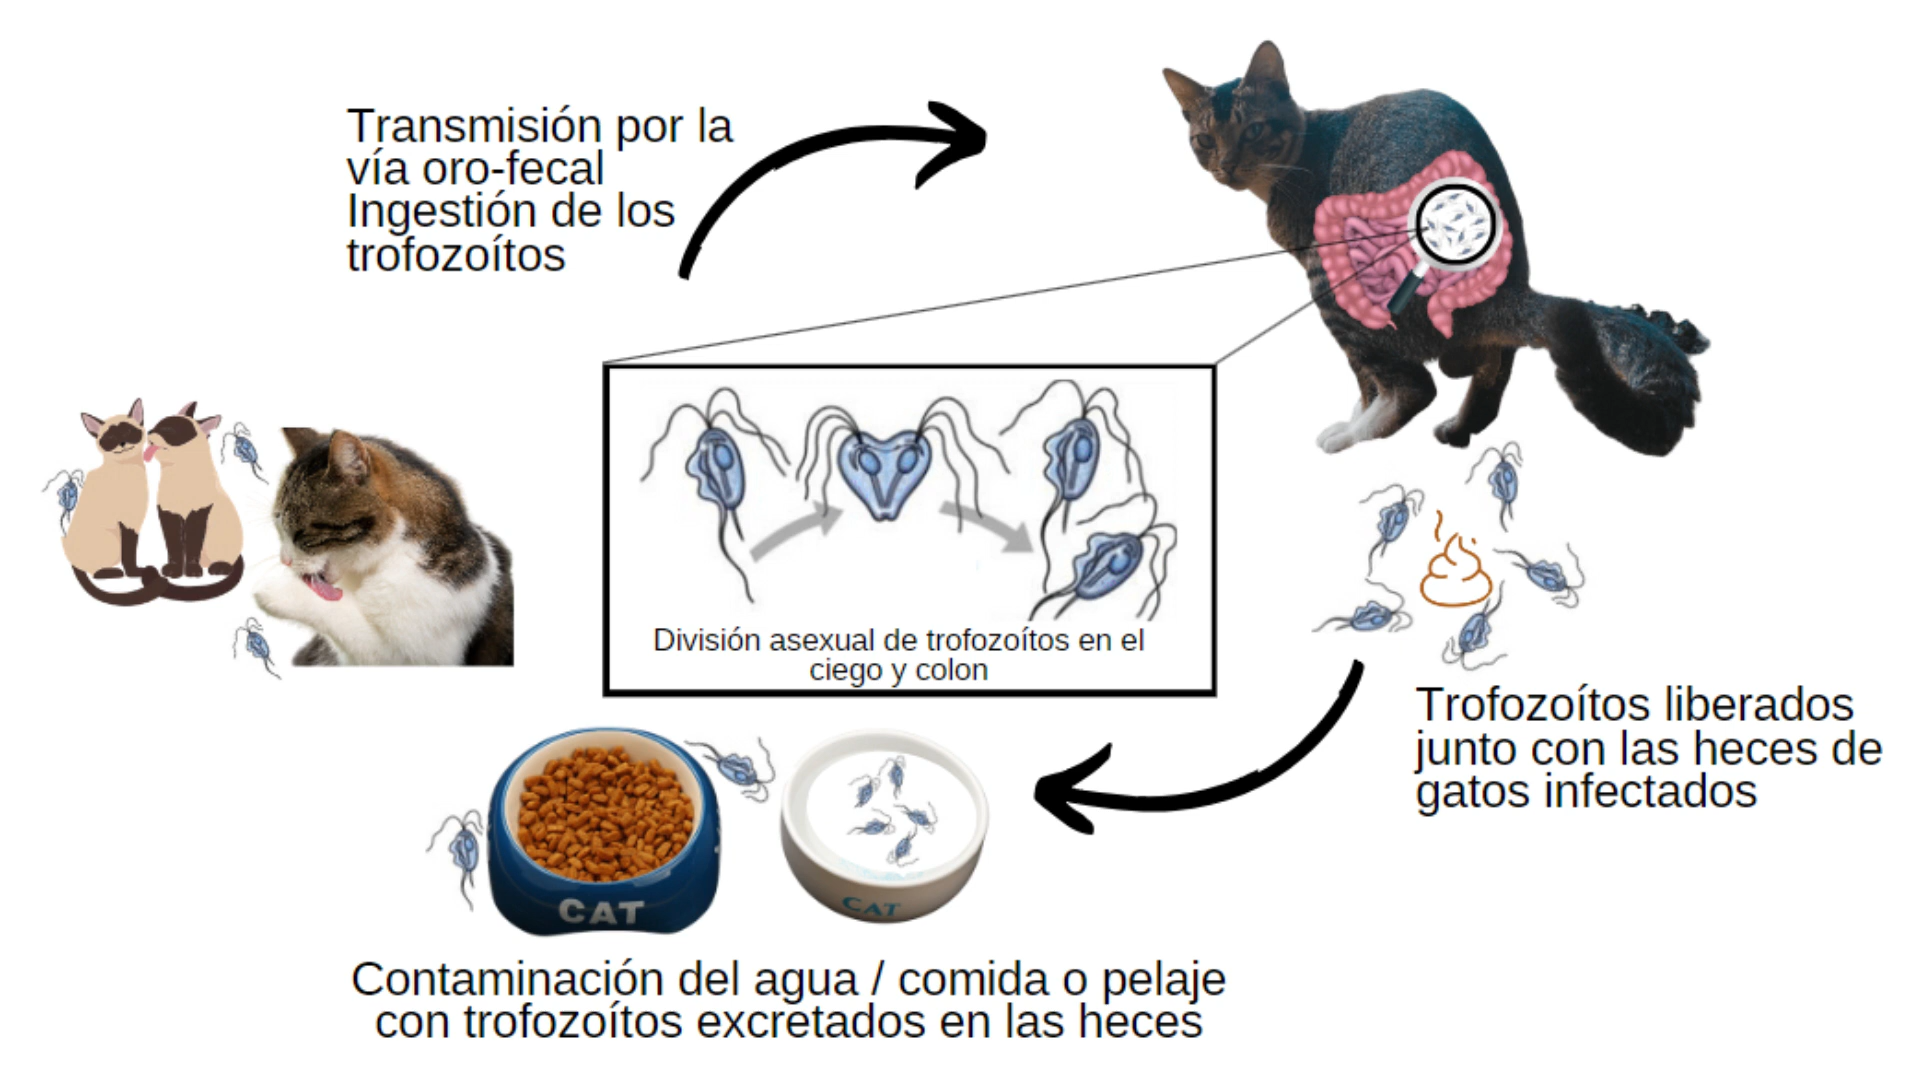 Transmisión por la
vía oro-fecal
Ingestión de los
trofozoítos
División asexual de trofozoítos en el
ciego y colon
Trofozoítos liberados
junto con las heces de
gatos infectados
CAT
CAT
Contaminación del agua / comida o pelaje
con trofozoítos excretados en las heces